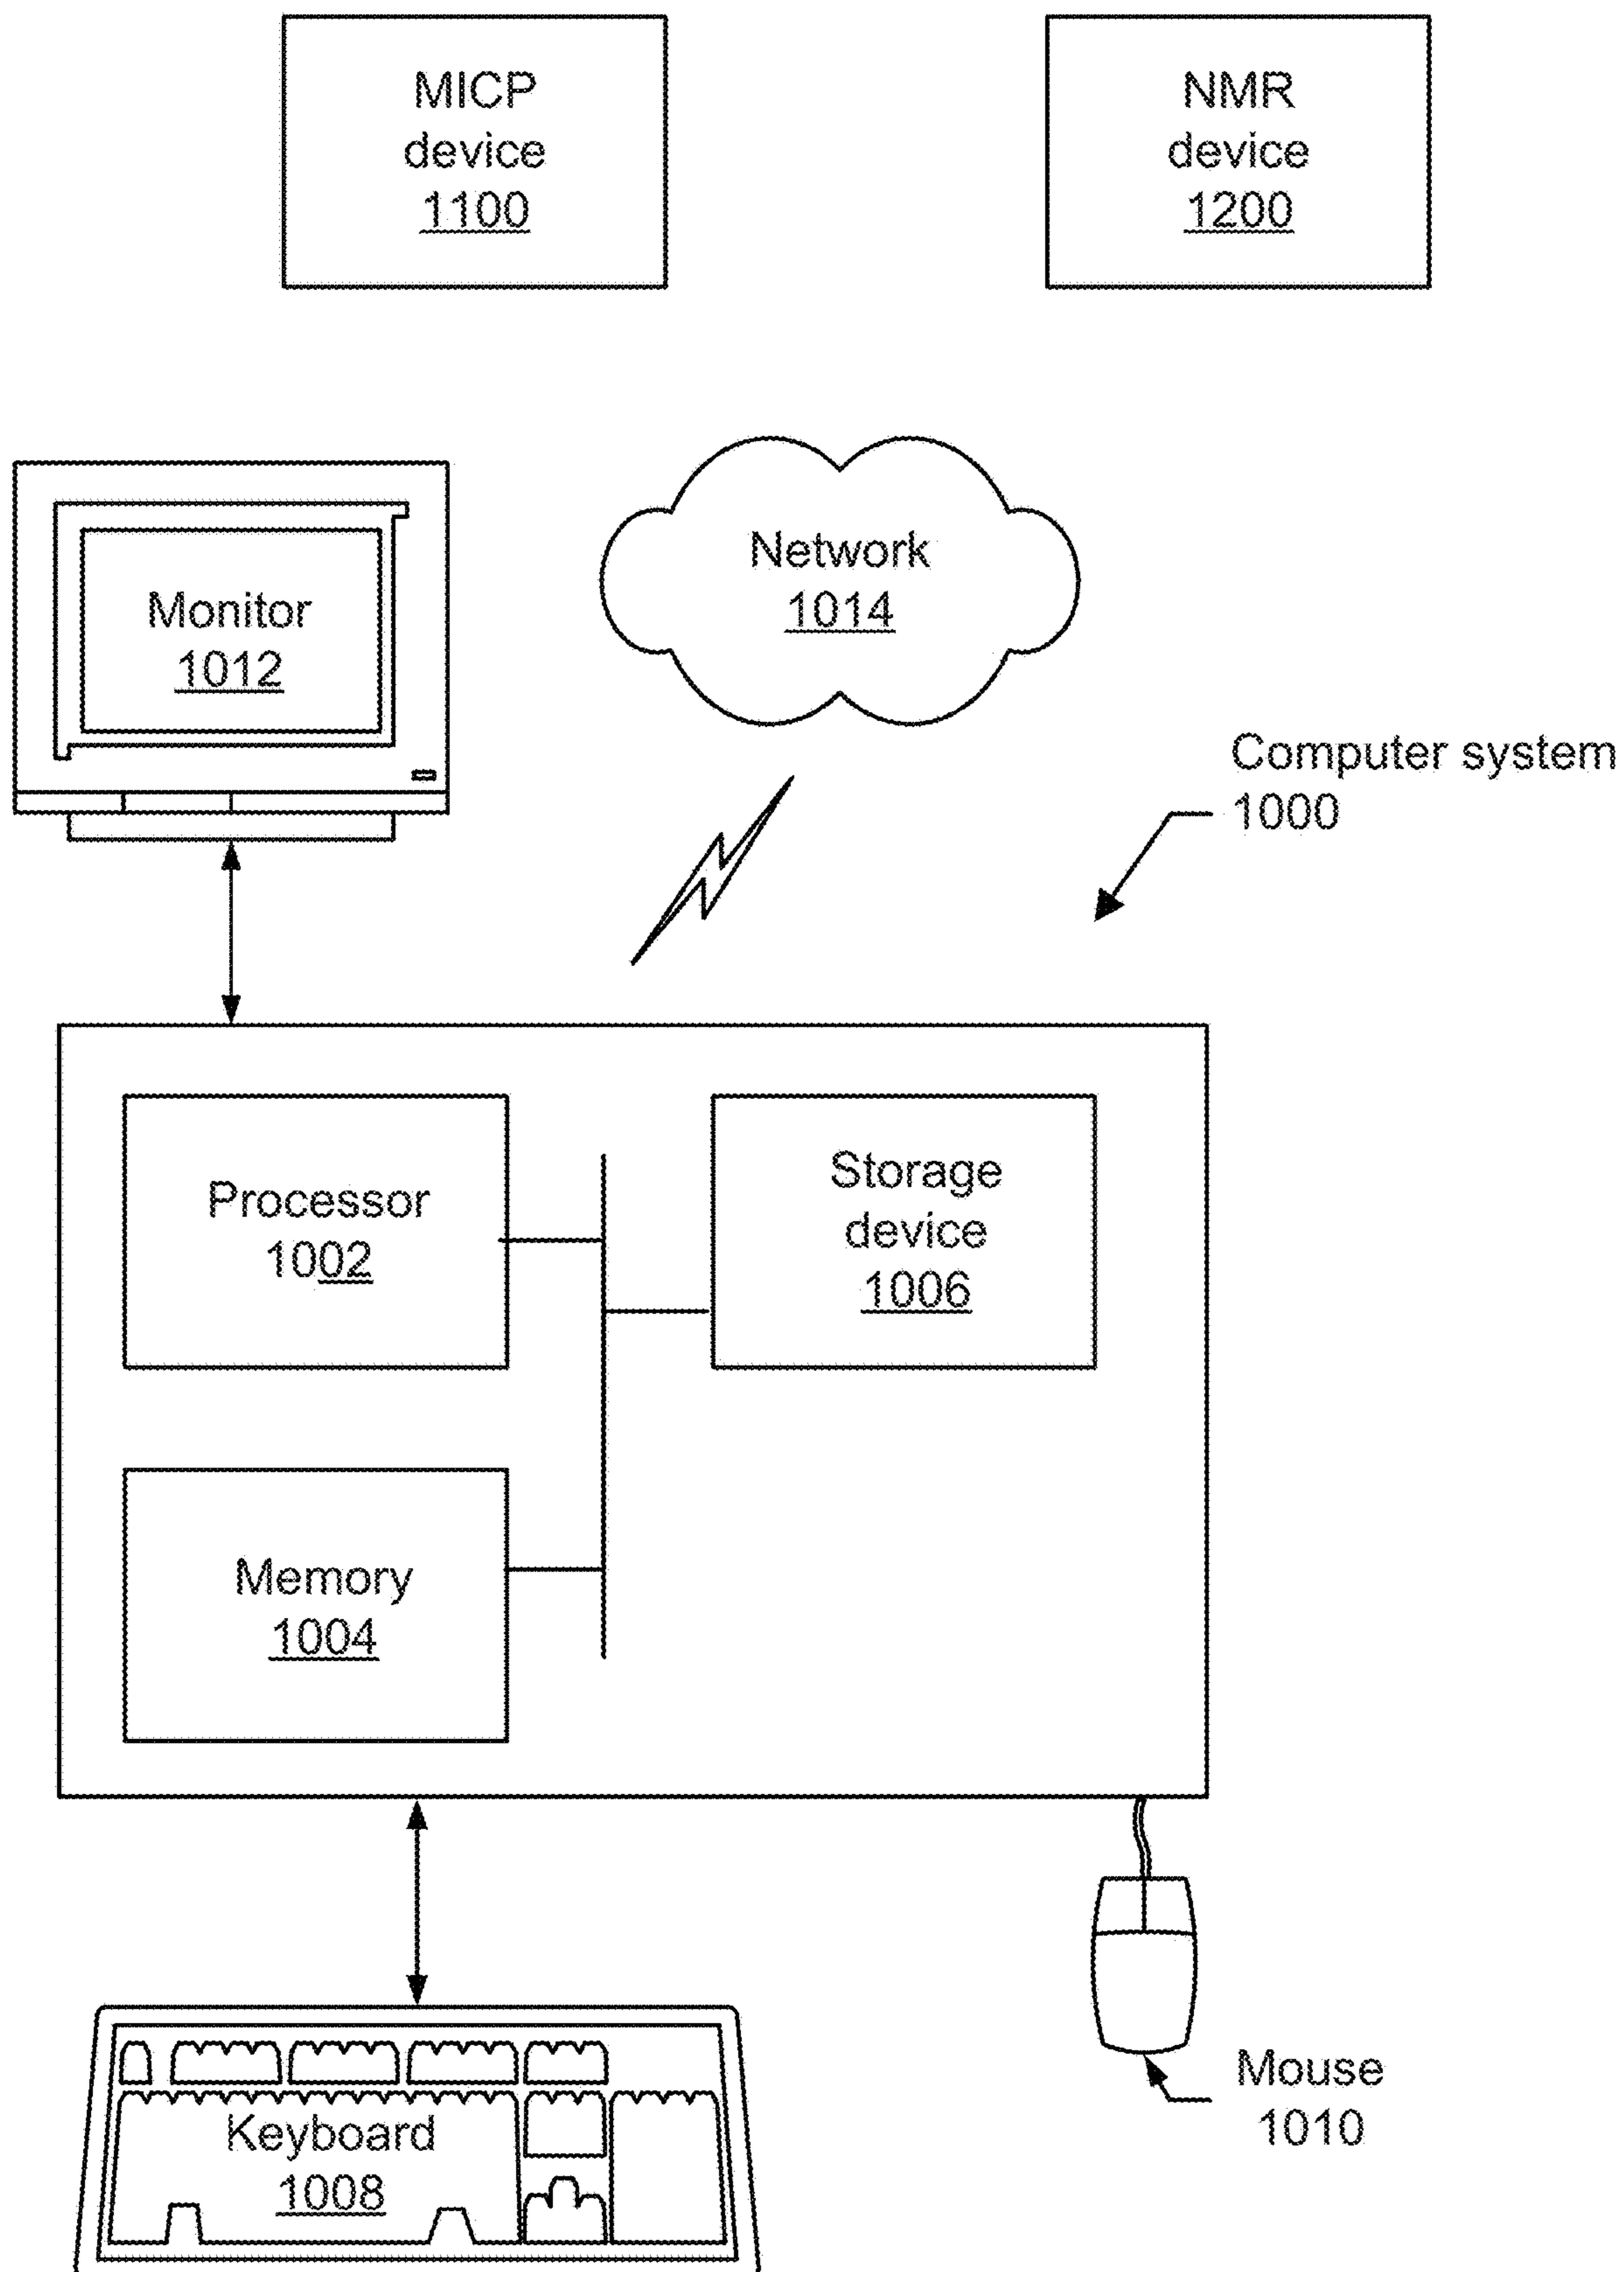 MICP
device
1100
NMR
device
1200
Monitor
1012
Network
1014
Computer system
1000
Processor
1002
Storage
device
1006
Memory
1004
Keyboard
1008
Mouse
1010